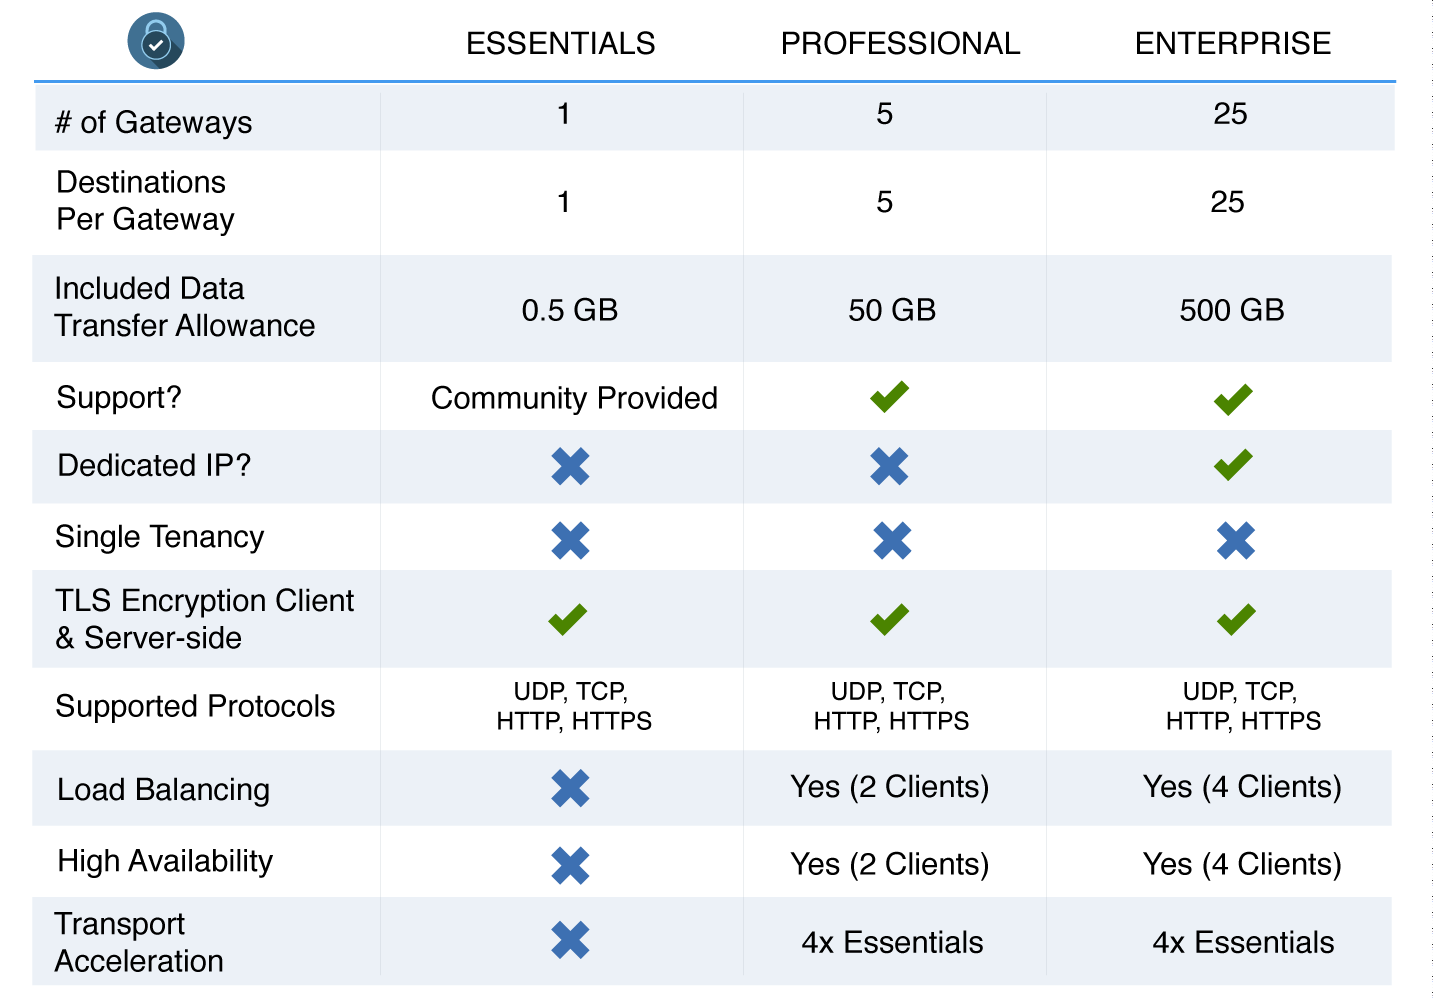 ESSENTIALS PROFESSIONAL ENTERPRISE
# of Gateways 1 5 25
Destinations
Per Gateway 1 5 25
Included Data
Transfer Allowance 0.5 GB 50 GB 500 GB
Support? Community Provided
Dedicated IP?
Single Tenancy
TLS Encryption Client
& Server-side
Supported Protocols
UDP, TCP,
HTTP, HTTPS
UDP, TCP,
HTTP, HTTPS
UDP, TCP,
HTTP, HTTPS
Load Balancing Yes (2 Clients) Yes (4 Clients)
High Availability Yes (2 Clients) Yes (4 Clients)
Transport
Acceleration 4x Essentials 4x Essentials